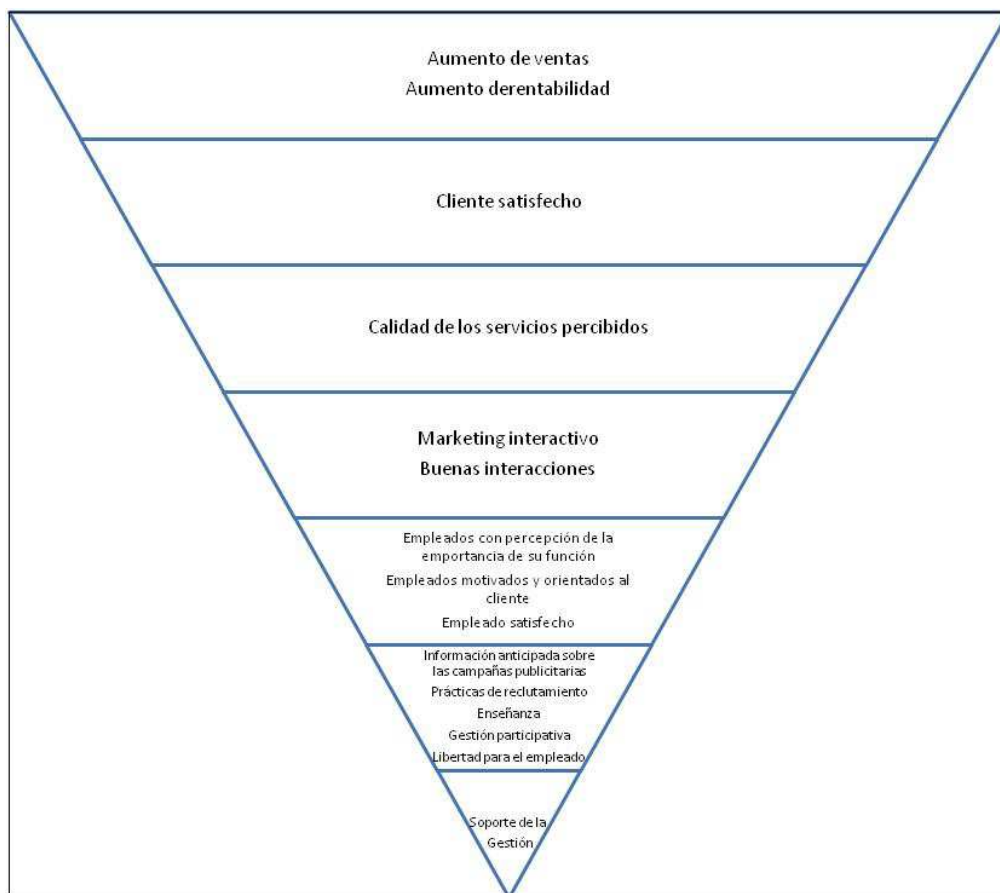 Aumento de ventas
Aumento derentabilidad
Cliente satisfecho
Calidad de los servicios percibidos
Marketing interactivo
Buenas interacciones
Empleados con percepción de la
emportancia de su función
Empleados motivados y orientados al
cliente
Empleado satisfecho
Información anticipada sobre
las campañas publicitarias
Prácticas de reclutamiento
Enseñanza
Gestión participativa
Libertad para el empleado
Soporte de la
Gestión